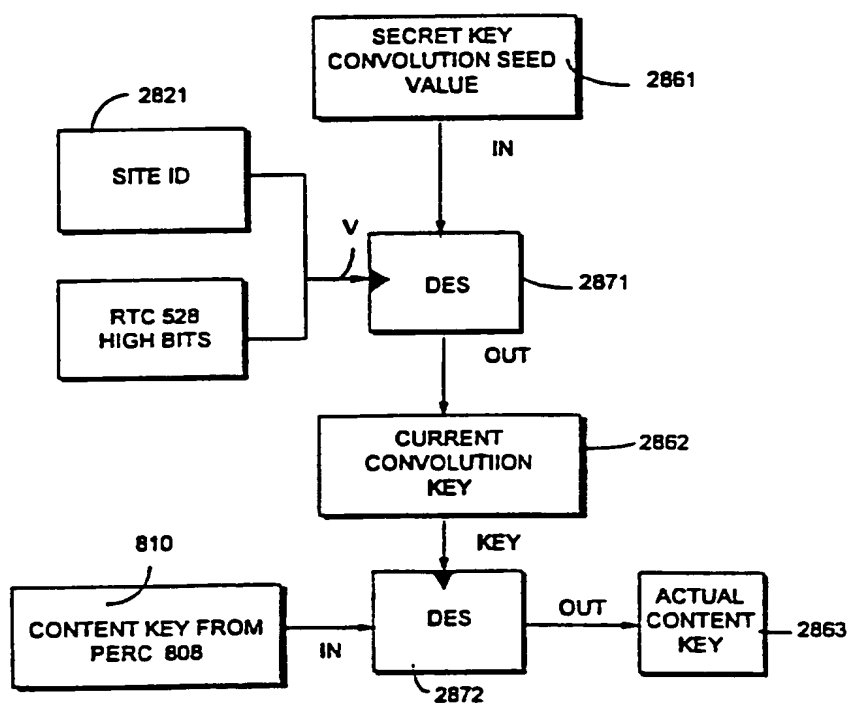 SECRET KEY
CONVOLUTION SEED
VALUE
2861
2821
SITE ID
IN
V
DES
2871
RTC 528
HIGH BITS
OUT
CURRENT
CONVOLUTIION
KEY
2862
KEY
810
CONTENT KEY FROM
PERC 808
IN
DES
2872
OUT
ACTUAL
CONTENT
KEY
2863